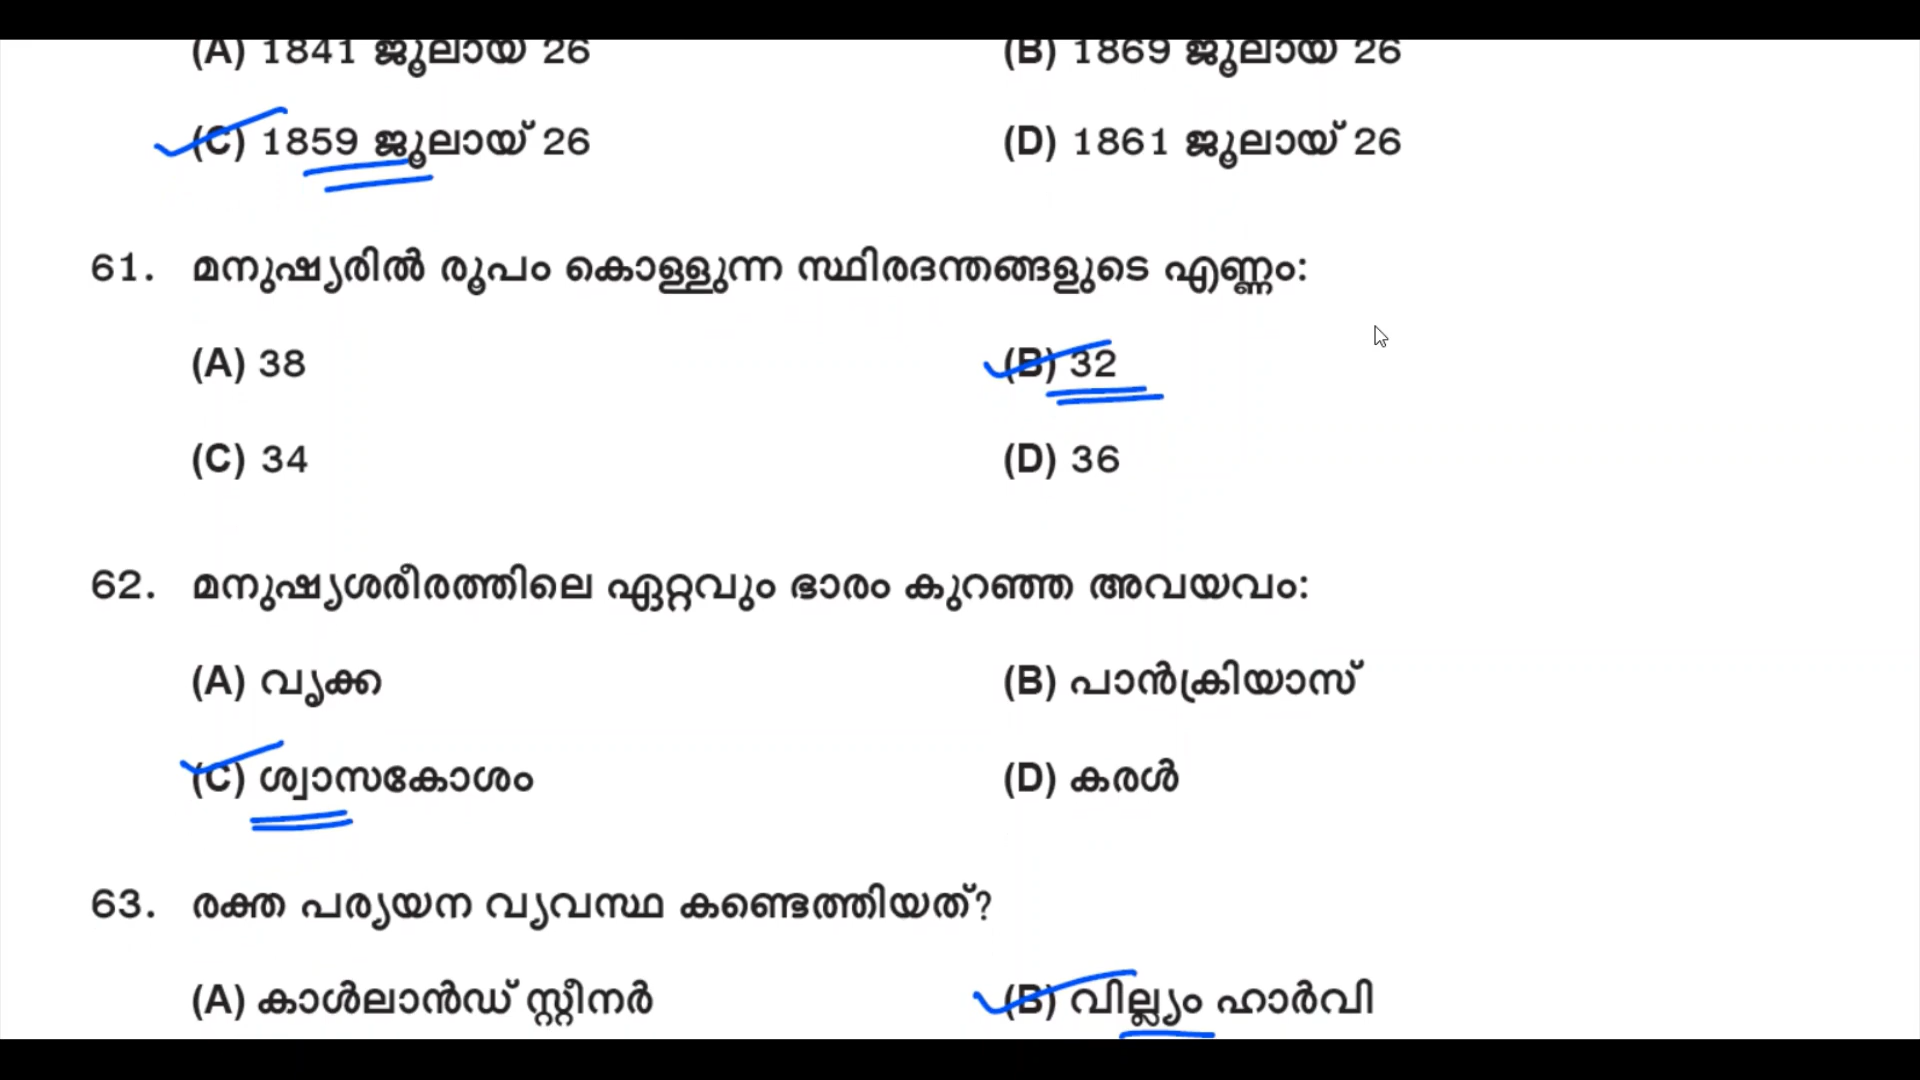 (A) 1841 ജൂലായ് 26 (B) 1869 ജൂലായ് 26
(C) 1859 ജൂലായ് 26 (D) 1861 ജൂലായ് 26
61. മനുഷ്യരിൽ രൂപം കൊള്ളുന്ന സ്ഥിരദന്തങ്ങളുടെ എണ്ണം:
(A) 38 (B) 32
(C) 34 (D) 36
62. മനുഷ്യശരീരത്തിലെ ഏറ്റവും ഭാരം കുറഞ്ഞ അവയവം:
(A) വൃക്ക (B) പാൻക്രിയാസ്
(C) ശ്വാസകോശം (D) കരൾ
63. രക്ത പര്യയന വ്യവസ്ഥ കണ്ടെത്തിയത്?
(A) കാൾലാൻഡ് സ്റ്റീനർ (B) വില്ല്യം ഹാർവി